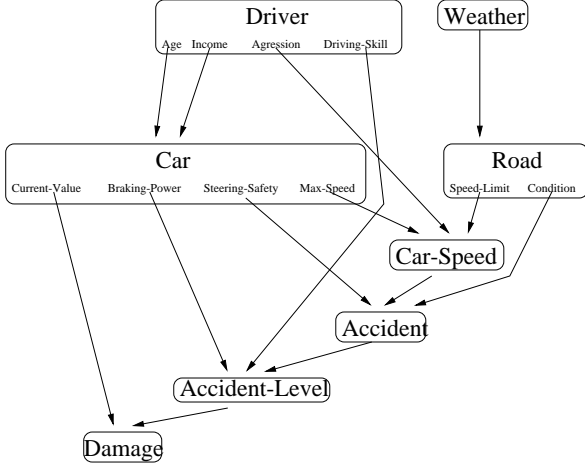 Driver
Weather
Age Income Agression Driving-Skill
Car
Road
Current-Value Braking-Power Steering-Safety Max-Speed
Speed-Limit Condition
Car-Speed
Accident
Accident-Level
Damage